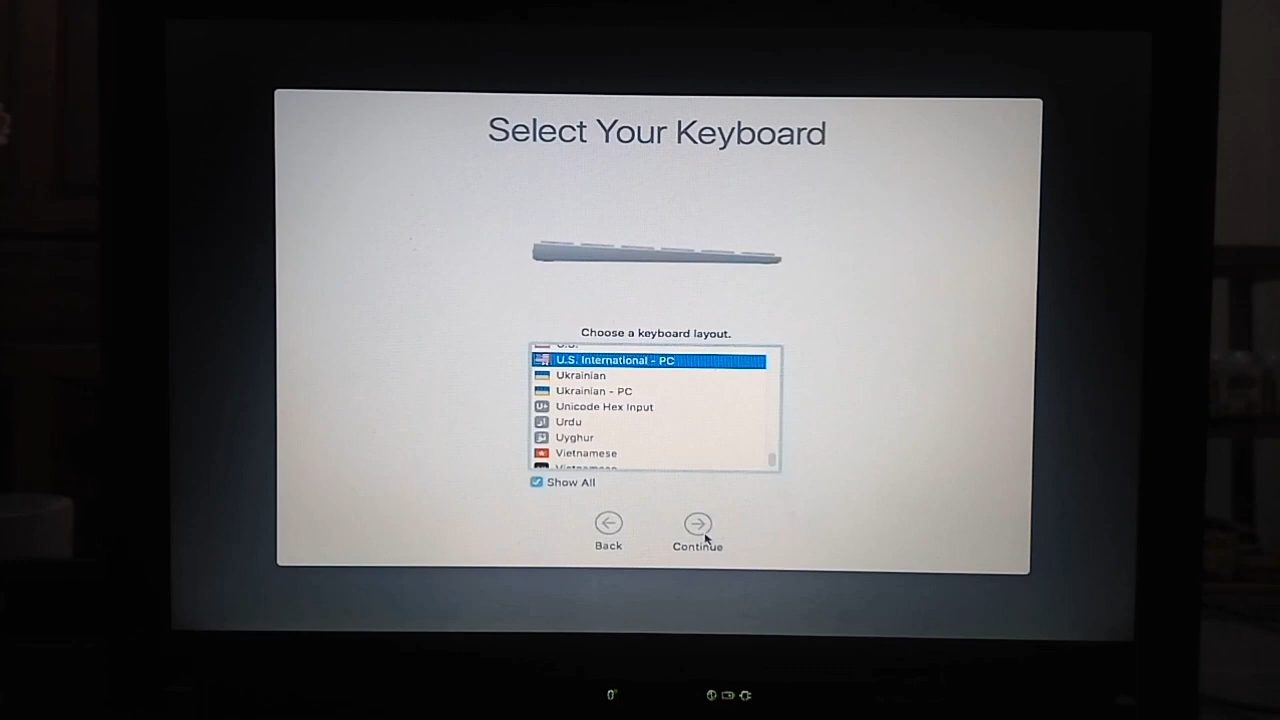 Select Your Keyboard
Choose a keyboard layout.
U.S.
U.S. International - PC
Ukrainian
Ukrainian - PC
Unicode Hex Input
Urdu
Uyghur
Vietnamese
Show All
Back
Continue